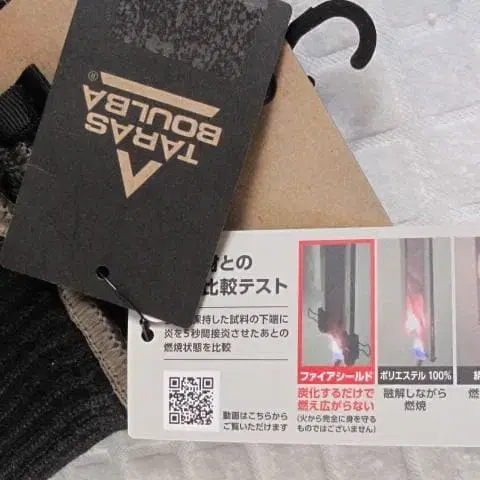 TARAS
BOULBA®
材との
比較テスト
保持した試料の下端に
炎を5秒間接炎させたあとの
燃焼状態を比較
動画はこちらから
ご覧いただけます
ファイアシールド
炭化するだけで
燃え広がらない
(火から完全に身を守る
ものではございません)
ポリエステル 100%
融解しながら
燃焼
燃